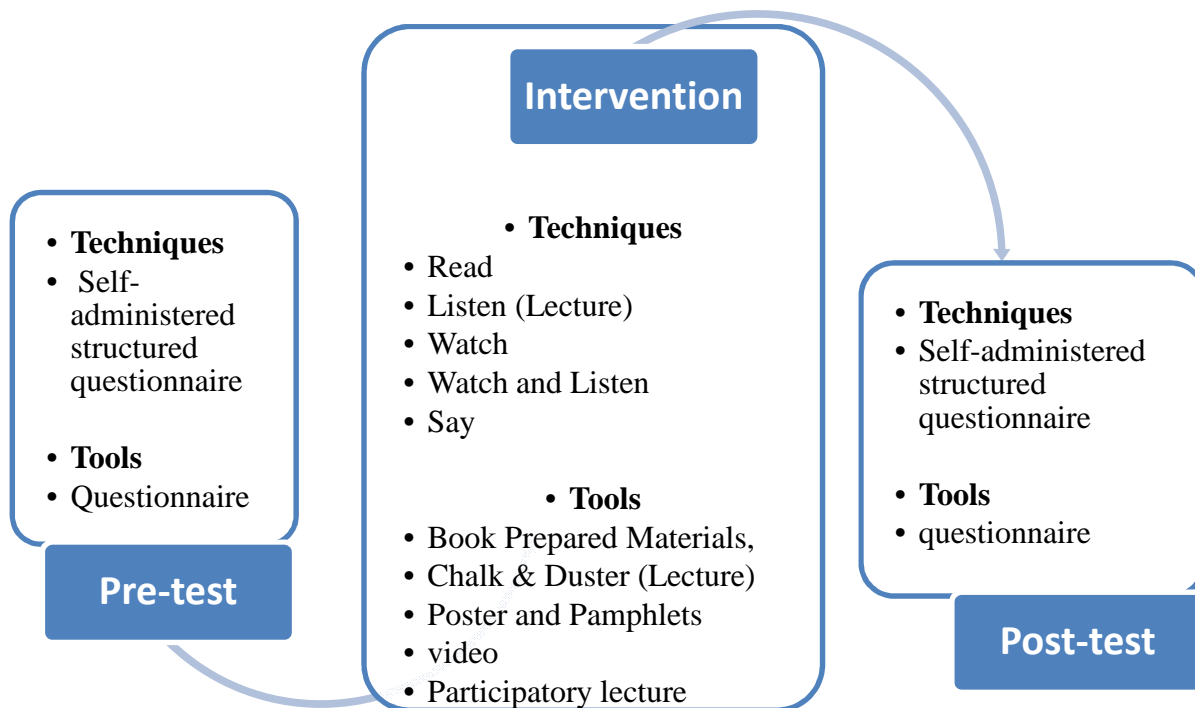 • Techniques
• Self-
administered
structured
questionnaire
• Tools
• Questionnaire
Pre-test
Intervention
• Techniques
• Read
• Listen (Lecture)
• Watch
• Watch and Listen
• Say
• Tools
• Book Prepared Materials,
• Chalk & Duster (Lecture)
• Poster and Pamphlets
• video
• Participatory lecture
• Techniques
• Self-administered
structured
questionnaire
• Tools
• questionnaire
Post-test